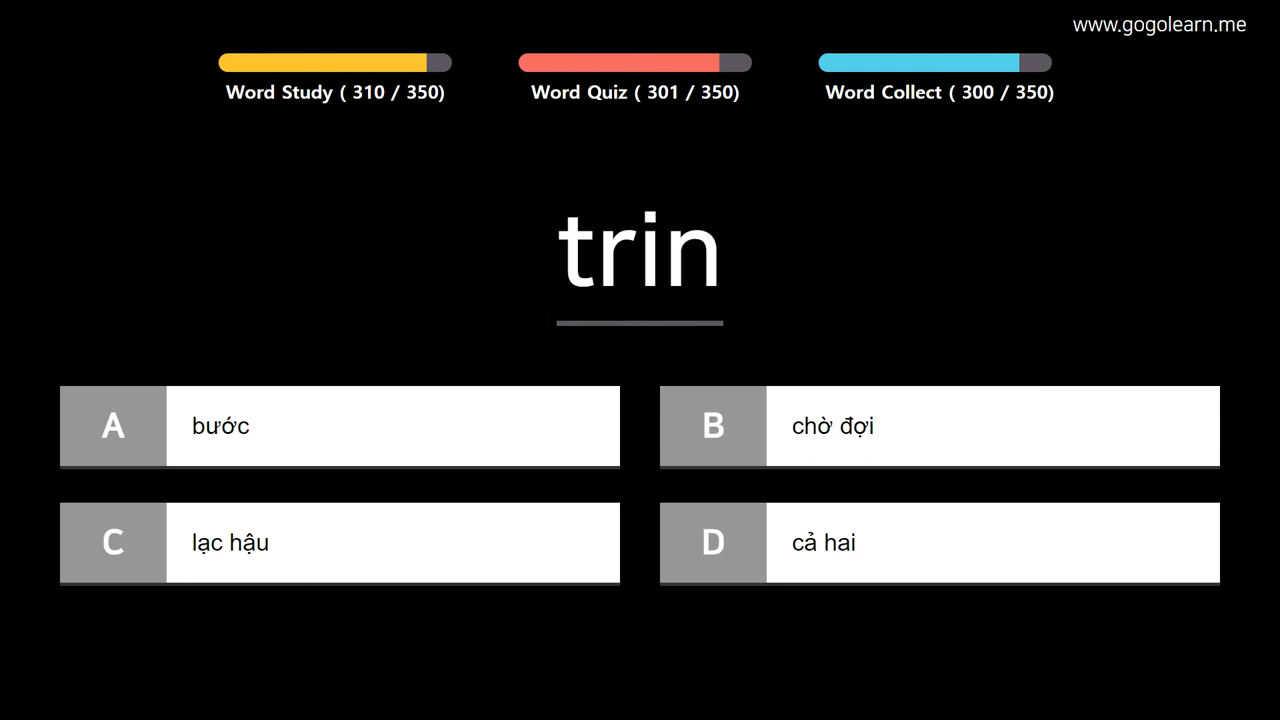 www.gogolearn.me
Word Study ( 310 / 350)
Word Quiz ( 301 / 350)
Word Collect ( 300 / 350)
trin
A bước
B chờ đợi
C lạc hậu
D cả hai